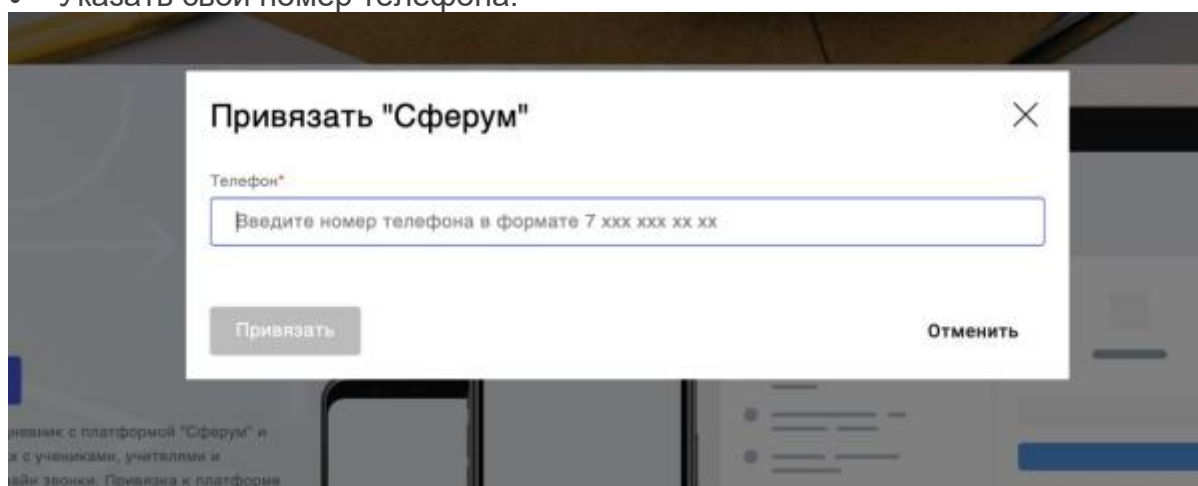 • Указать свой номер телефона.
Привязать "Сферум"
Телефон*
Введите номер телефона в формате 7 xxx xxx xx xx
Привязать
Отменить
дневник с платформой "Сферум" и
с учениками, учителями и
звонки. Привязка к платформе